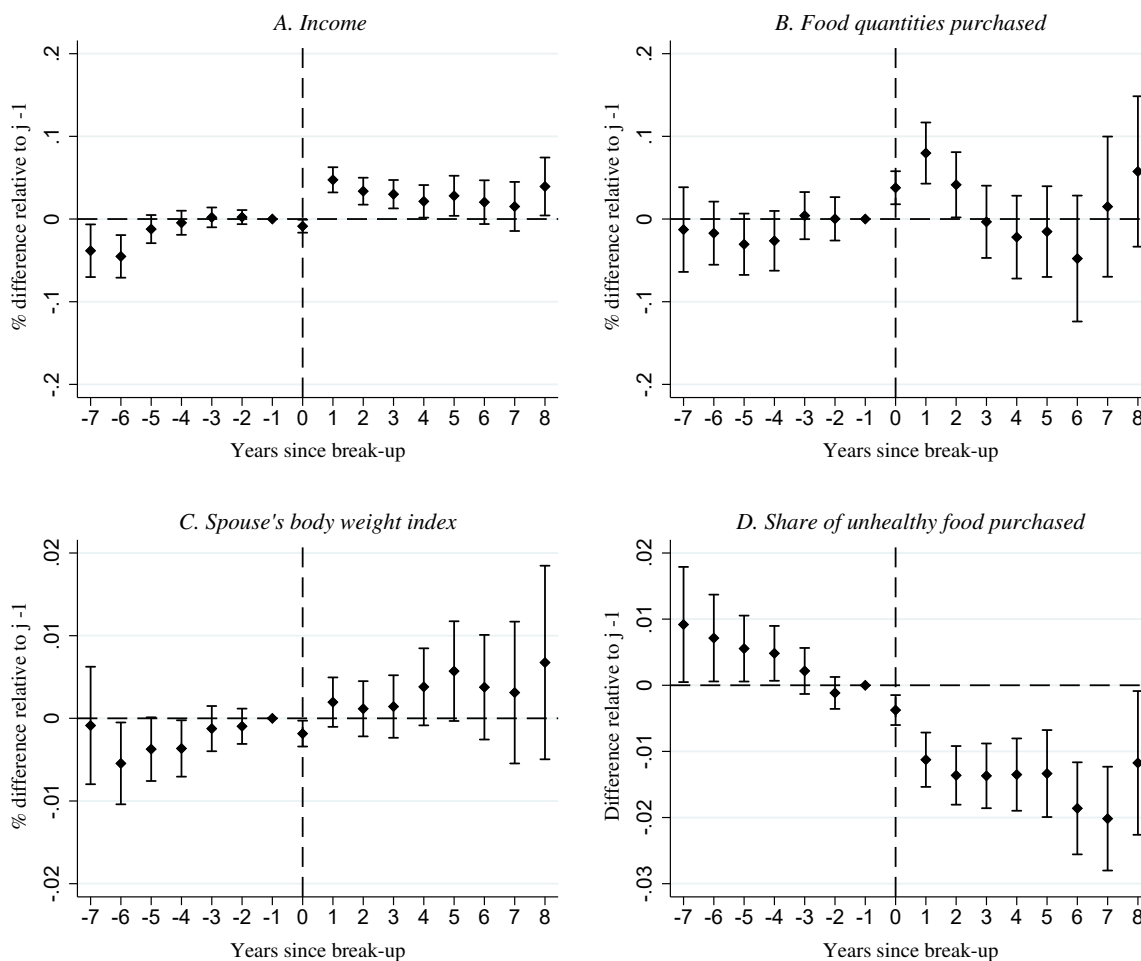 A. Income
% difference relative to j -1
.2
.1
0
-.1
-.2
-7 -6 -5 -4 -3 -2 -1 0 1 2 3 4 5 6 7 8
Years since break-up
B. Food quantities purchased
% difference relative to j -1
.2
.1
0
-.1
-.2
-7 -6 -5 -4 -3 -2 -1 0 1 2 3 4 5 6 7 8
Years since break-up
C. Spouse's body weight index
% difference relative to j -1
.02
.01
0
-.01
-.02
-7 -6 -5 -4 -3 -2 -1 0 1 2 3 4 5 6 7 8
Years since break-up
D. Share of unhealthy food purchased
Difference relative to j -1
.02
.01
0
-.01
-.02
-.03
-7 -6 -5 -4 -3 -2 -1 0 1 2 3 4 5 6 7 8
Years since break-up